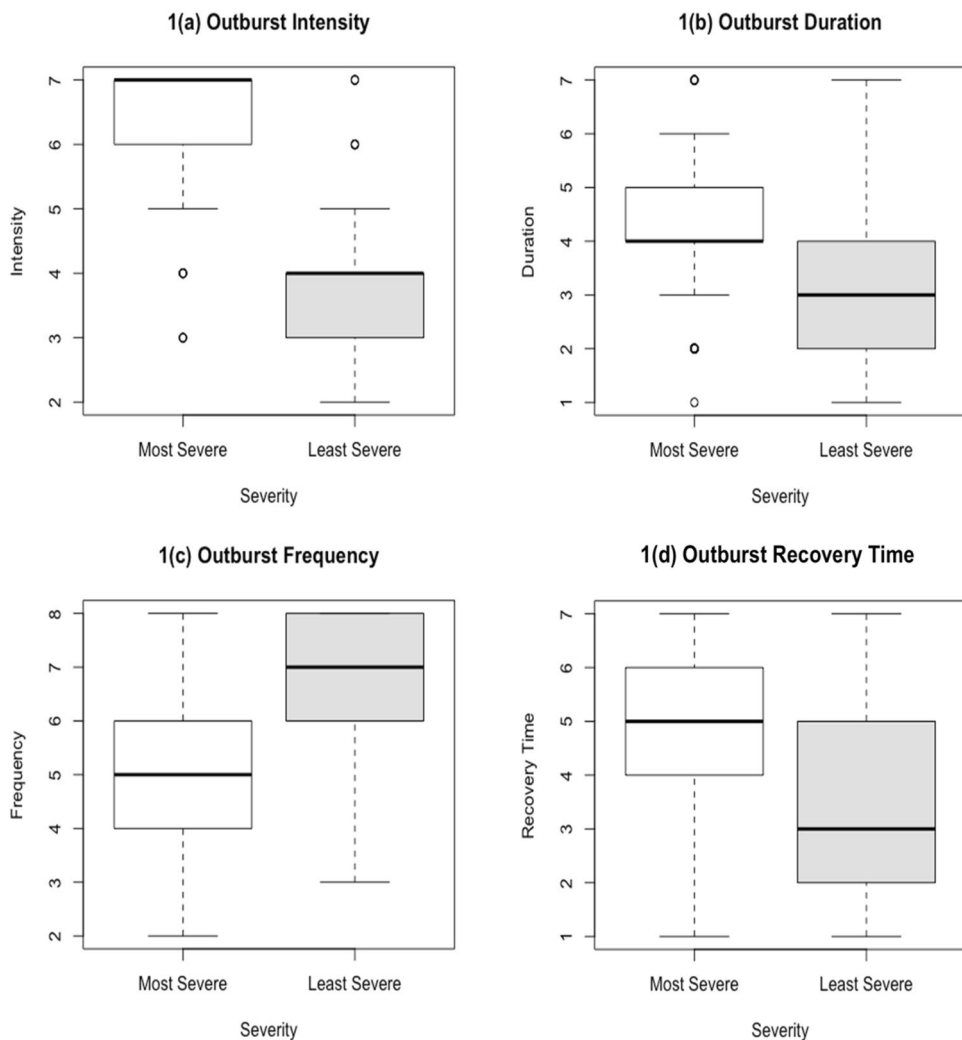 1(a) Outburst Intensity
Intensity
7
6
5
4
3
2
Most Severe Least Severe
Severity
1(b) Outburst Duration
Duration
7
6
5
4
3
2
1
Most Severe Least Severe
Severity
1(c) Outburst Frequency
Frequency
8
7
6
5
4
3
2
Most Severe Least Severe
Severity
1(d) Outburst Recovery Time
Recovery Time
7
6
5
4
3
2
1
Most Severe Least Severe
Severity